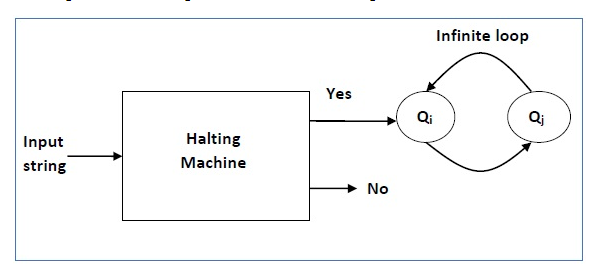 Infinite loop
Yes
Qi
Qj
Input
string
Halting
Machine
No